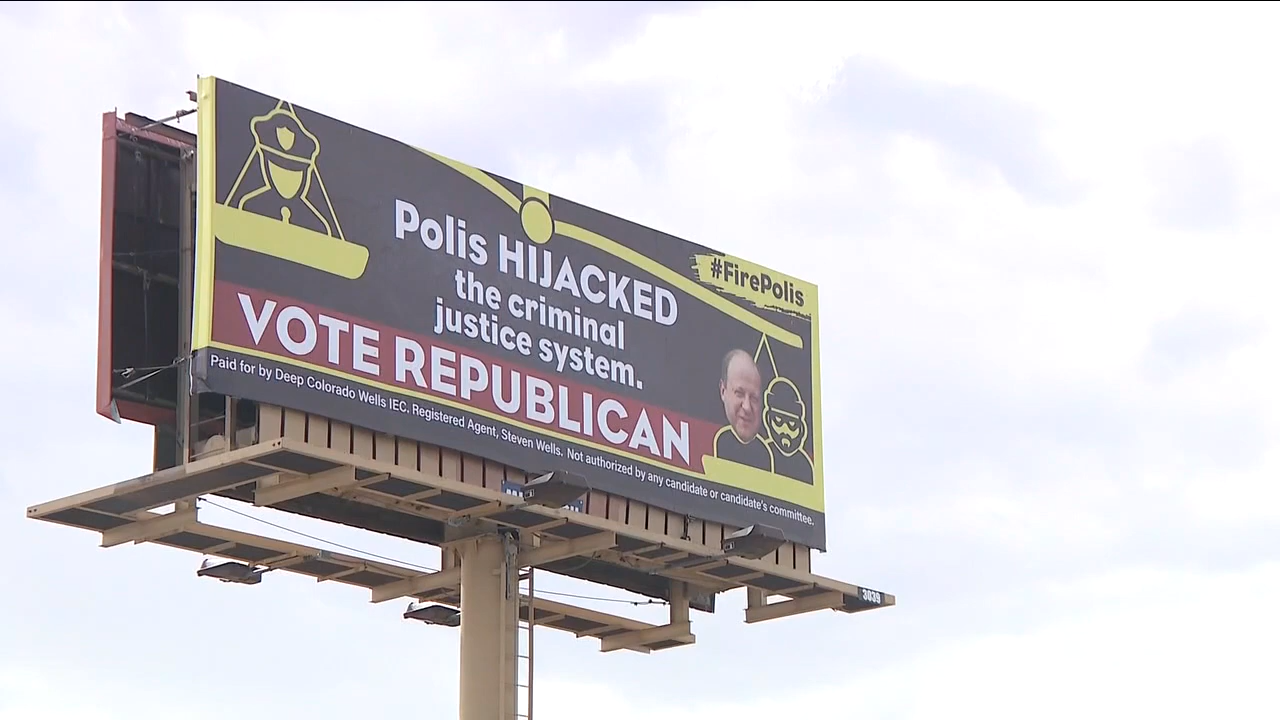 Polis HIJACKED
the criminal
justice system.
#FirePolis
VOTE REPUBLICAN
Paid for by Deep Colorado Wells IEC. Registered Agent, Steven Wells. Not authorized by any candidate or candidate's committee.
3039